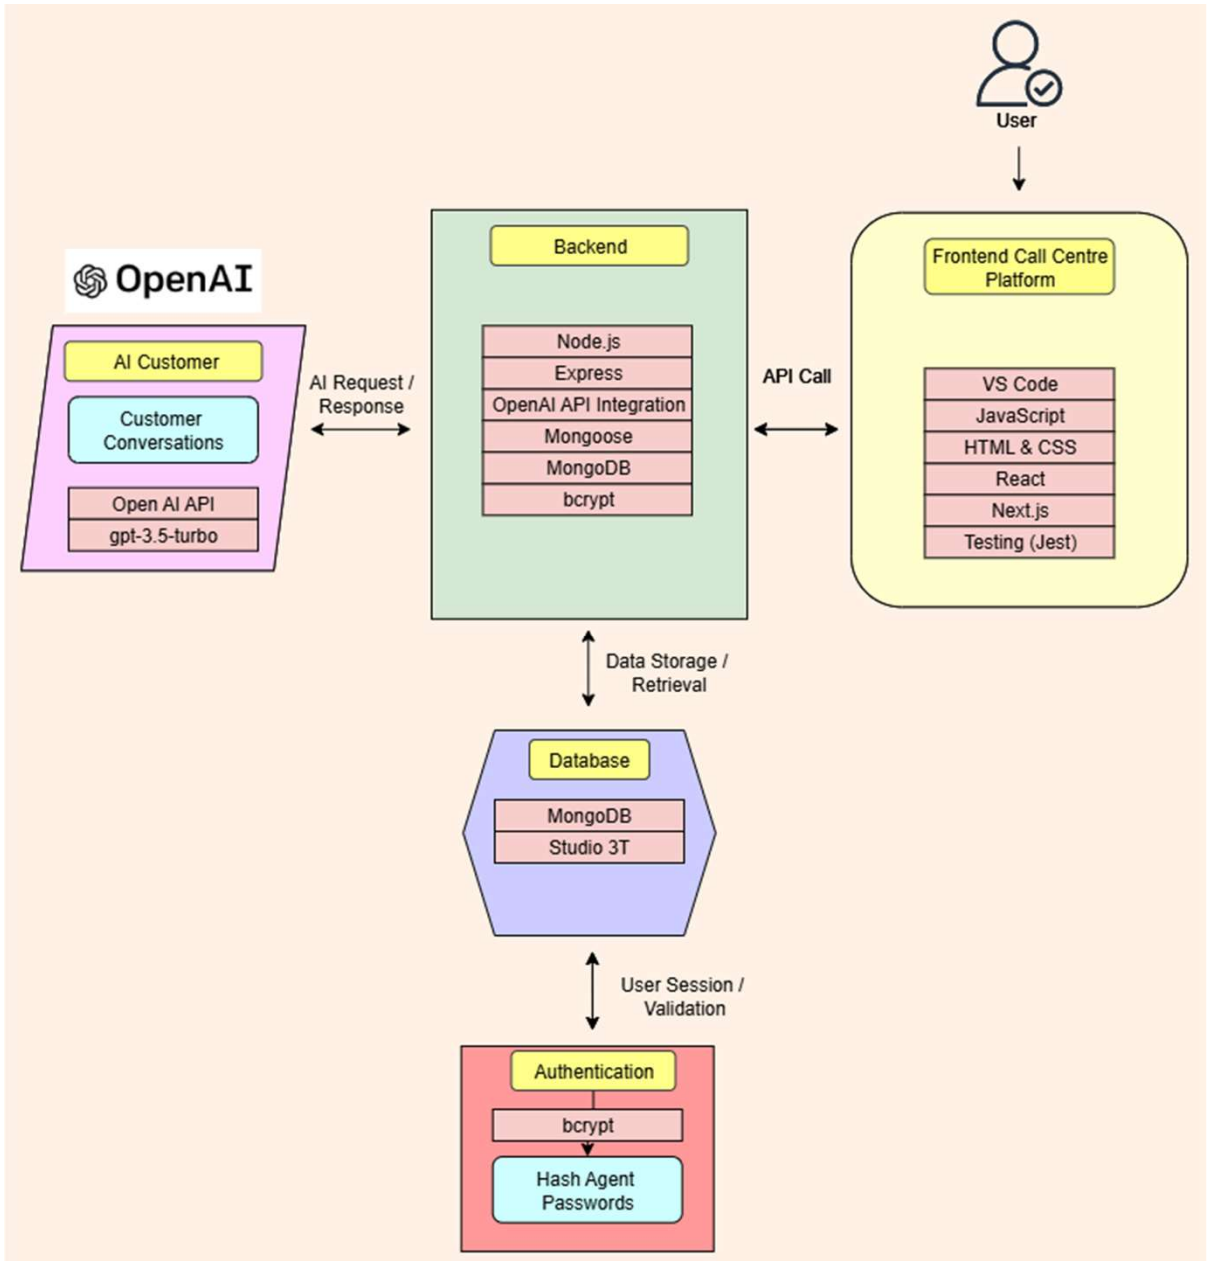 User
Frontend Call Centre
Platform
VS Code
JavaScript
HTML & CSS
React
Next.js
Testing (Jest)
API Call
Backend
Node.js
Express
OpenAI API Integration
Mongoose
MongoDB
bcrypt
AI Request /
Response
OpenAI
AI Customer
Customer
Conversations
Open AI API
gpt-3.5-turbo
Data Storage /
Retrieval
Database
MongoDB
Studio 3T
User Session /
Validation
Authentication
bcrypt
Hash Agent
Passwords